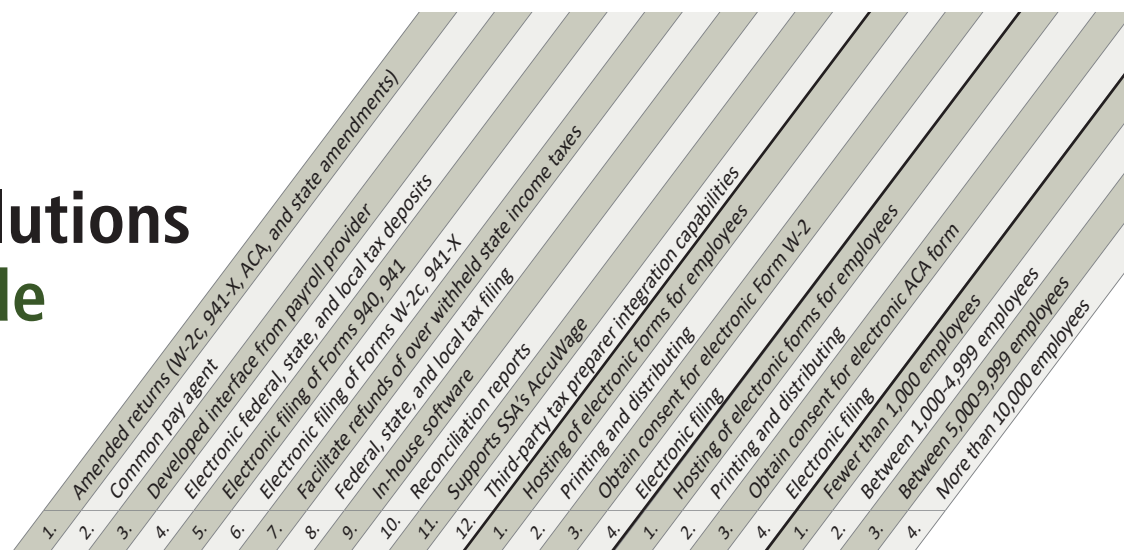 lutions
le
1. Amended returns (W-2c, 941-X, ACA, and state amendments)
2. Common pay agent
3. Developed interface from payroll provider
4. Electronic federal, state, and local tax deposits
5. Electronic filing of Forms 940, 941
6. Electronic filing of Forms W-2c, 941-X
7. Facilitate refunds of over withheld state income taxes
8. Federal, state, and local tax filing
9. In-house software
10. Reconciliation reports
11. Supports SSA's AccuWage
12. Third-party tax preparer integration capabilities
1. Hosting of electronic forms for employees
2. Printing and distributing
3. Obtain consent for electronic Form W-2
4. Electronic filing
1. Hosting of electronic forms for employees
2. Printing and distributing
3. Obtain consent for electronic ACA form
4. Electronic filing
1. Fewer than 1,000 employees
2. Between 1,000-4,999 employees
3. Between 5,000-9,999 employees
4. More than 10,000 employees